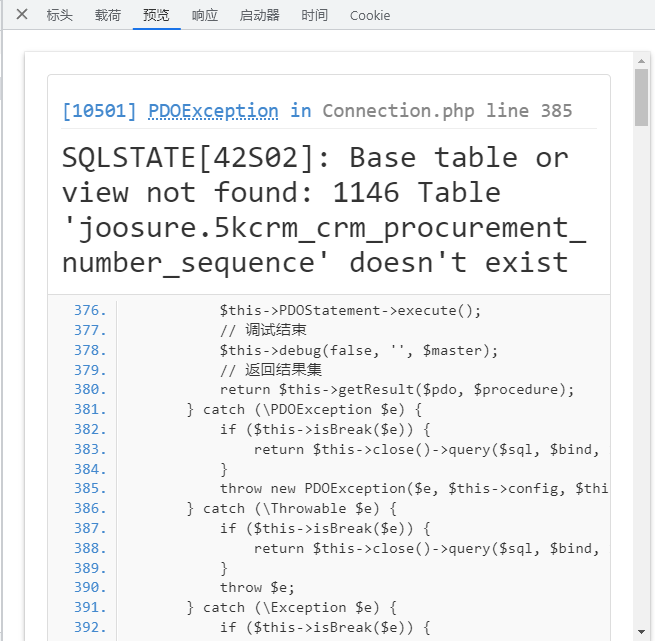 标头 载荷 预览 响应 启动器 时间 Cookie
[10501] PDOException in Connection.php line 385
SQLSTATE[42S02]: Base table or
view not found: 1146 Table
'joosure.5kcrm_crm_procurement_
number_sequence' doesn't exist
376. $this->PDOStatement->execute();
377. // 调试结束
378. $this->debug(false, '', $master);
379. // 返回结果集
380. return $this->getResult($pdo, $procedure);
381. } catch (\PDOException $e) {
382. if ($this->isBreak($e)) {
383. return $this->close()->query($sql, $bind,
384. }
385. throw new PDOException($e, $this->config, $thi
386. } catch (\Throwable $e) {
387. if ($this->isBreak($e)) {
388. return $this->close()->query($sql, $bind,
389. }
390. throw $e;
391. } catch (\Exception $e) {
392. if ($this->isBreak($e)) {